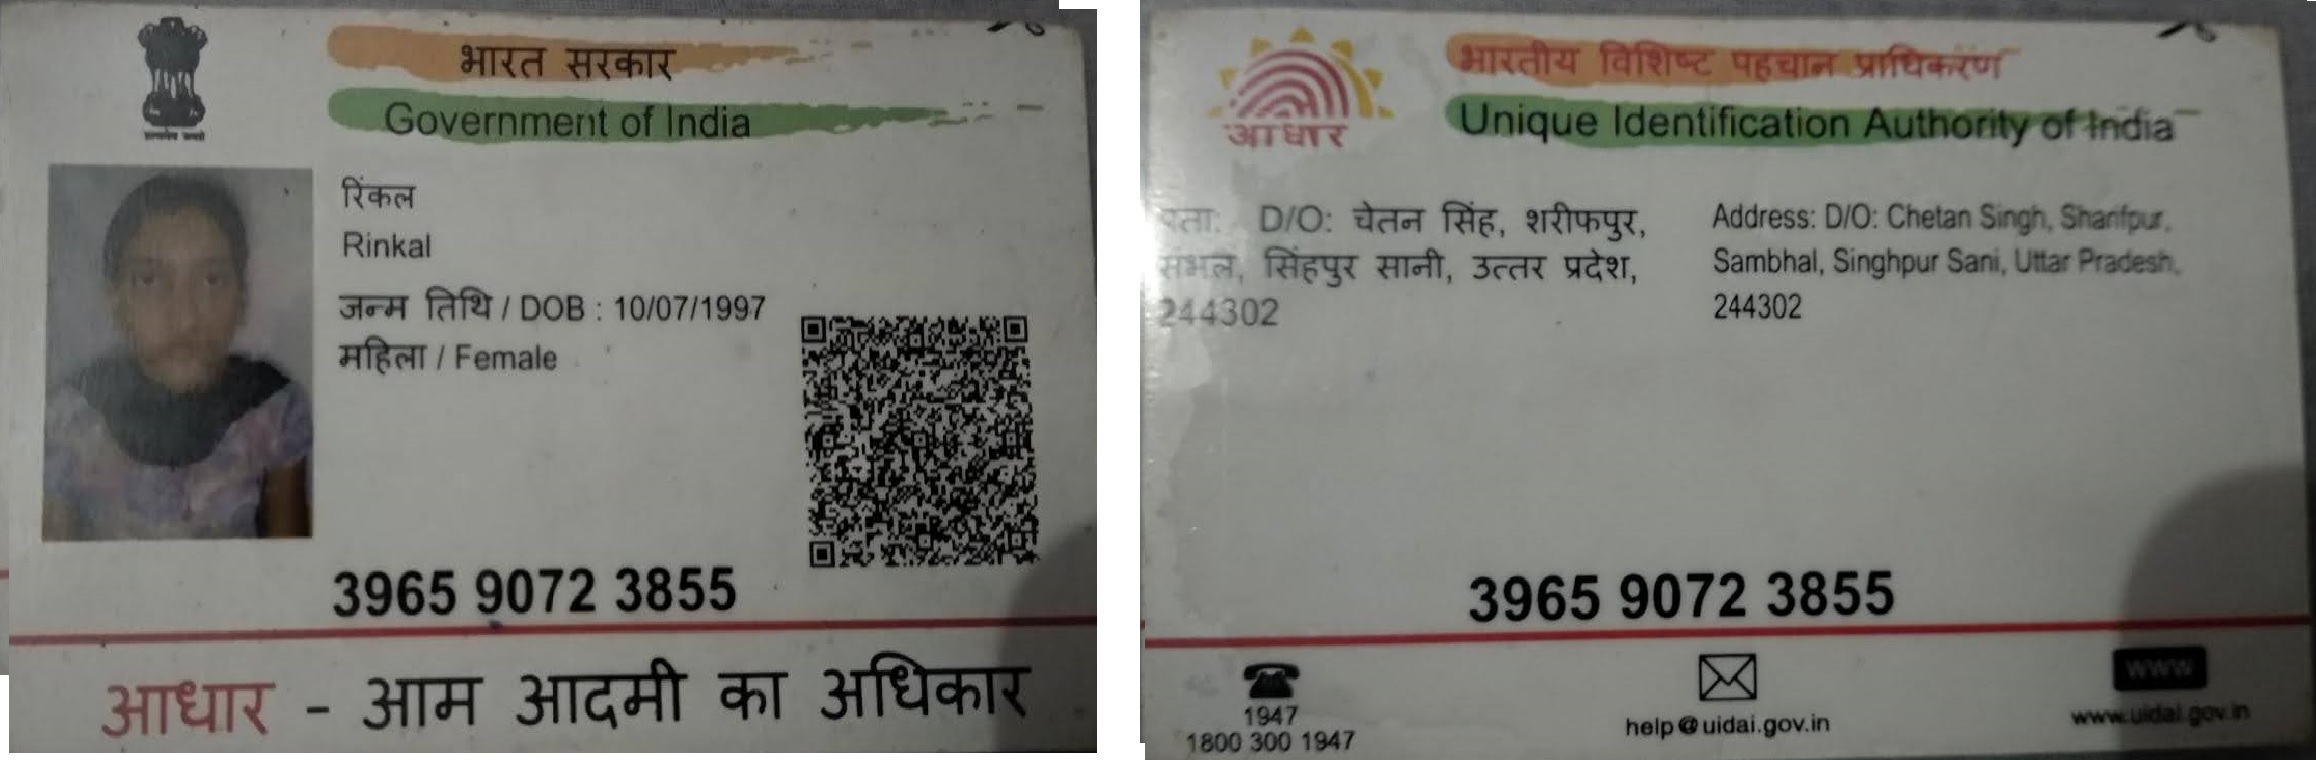 भारत सरकार
Government of India
रिंकल
Rinkal
जन्म तिथि / DOB : 10/07/1997
महिला / Female
3965 9072 3855
आधार - आम आदमी का अधिकार
आधार
भारतीय विशिष्ट पहचान प्राधिकरण
Unique Identification Authority of India
पता: D/O: चेतन सिंह, शरीफपुर,
संभल, सिंहपुर सानी, उत्तर प्रदेश,
244302
Address: D/O: Chetan Singh, Sharifpur,
Sambhal, Singhpur Sani, Uttar Pradesh,
244302
3965 9072 3855
1947
1800 300 1947
help@uidai.gov.in
www
www.uidai.gov.in